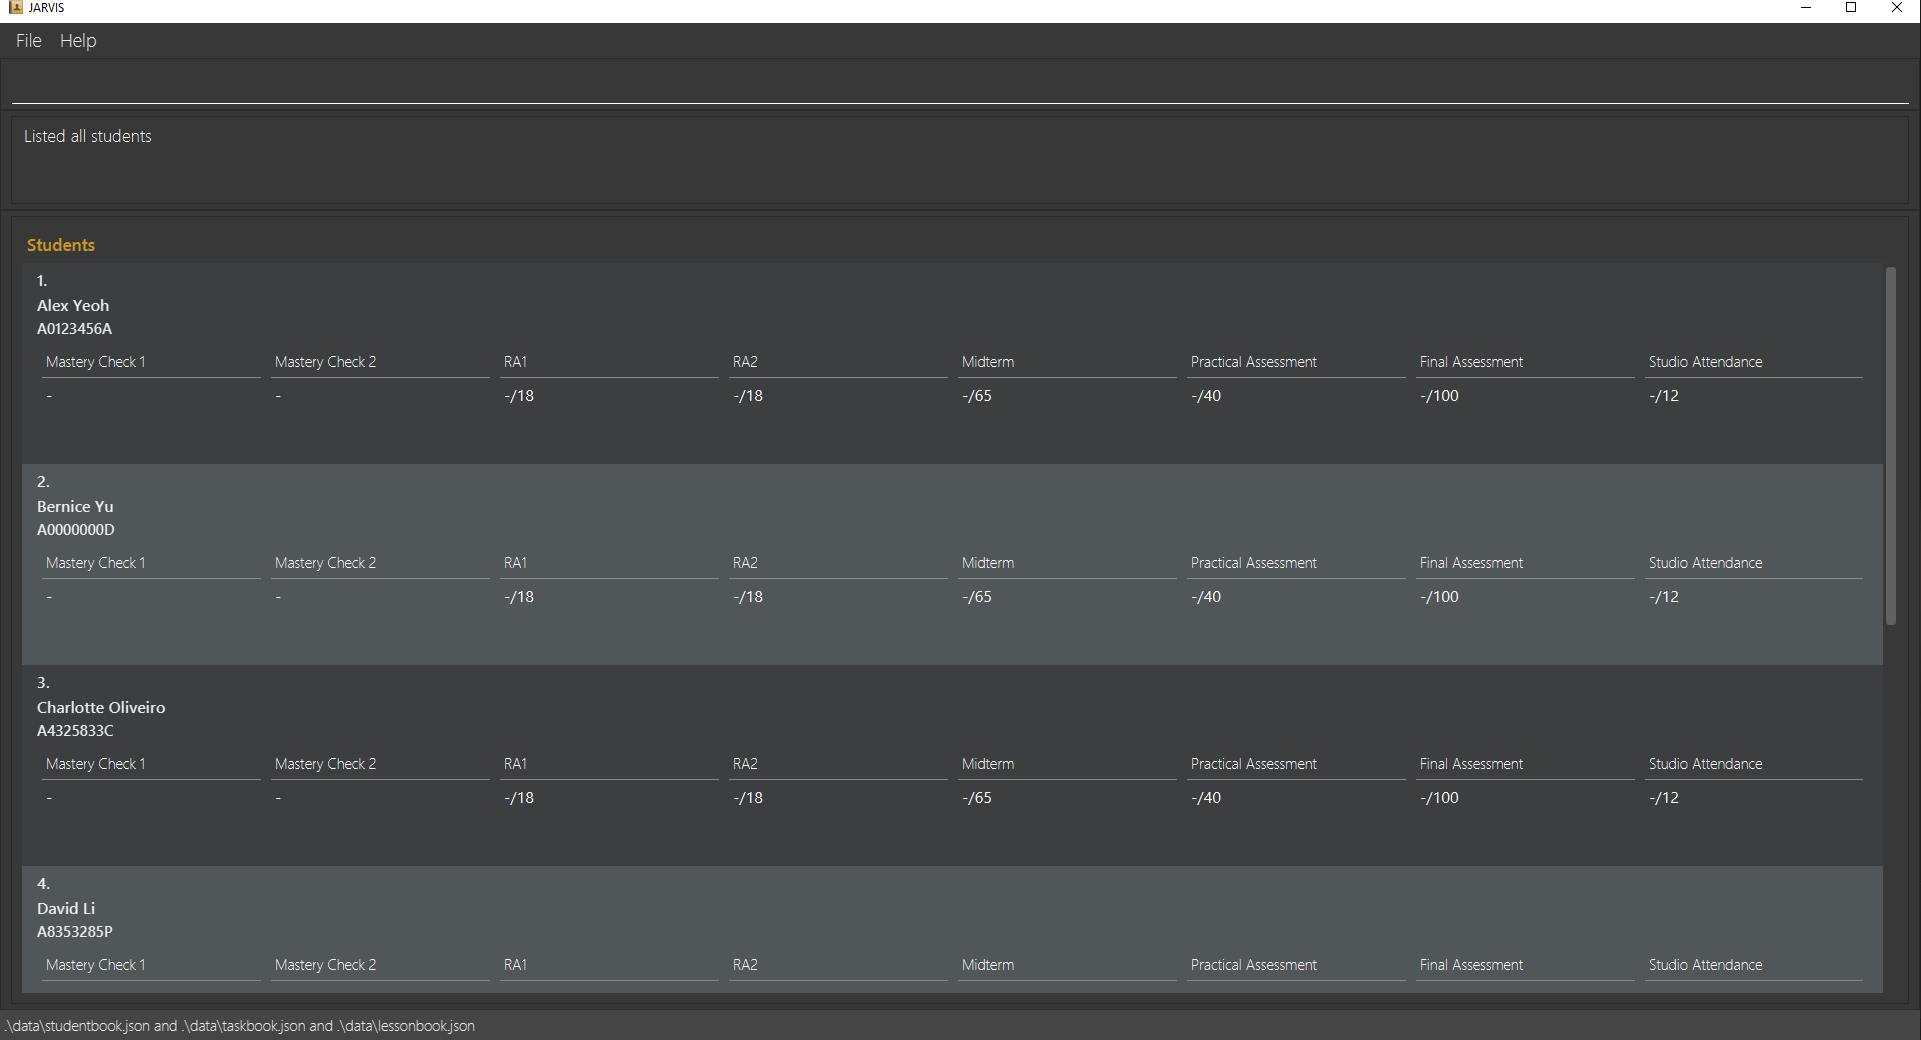 JARVIS
File Help
Listed all students
Students
1.
Alex Yeoh
A0123456A
Mastery Check 1 Mastery Check 2 RA1 RA2 Midterm Practical Assessment Final Assessment Studio Attendance
- - -/18 -/18 -/65 -/40 -/100 -/12
2.
Bernice Yu
A0000000D
Mastery Check 1 Mastery Check 2 RA1 RA2 Midterm Practical Assessment Final Assessment Studio Attendance
- - -/18 -/18 -/65 -/40 -/100 -/12
3.
Charlotte Oliveiro
A4325833C
Mastery Check 1 Mastery Check 2 RA1 RA2 Midterm Practical Assessment Final Assessment Studio Attendance
- - -/18 -/18 -/65 -/40 -/100 -/12
4.
David Li
A8353285P
Mastery Check 1 Mastery Check 2 RA1 RA2 Midterm Practical Assessment Final Assessment Studio Attendance
.\data\studentbook.json and .\data\taskbook.json and .\data\lessonbook.json